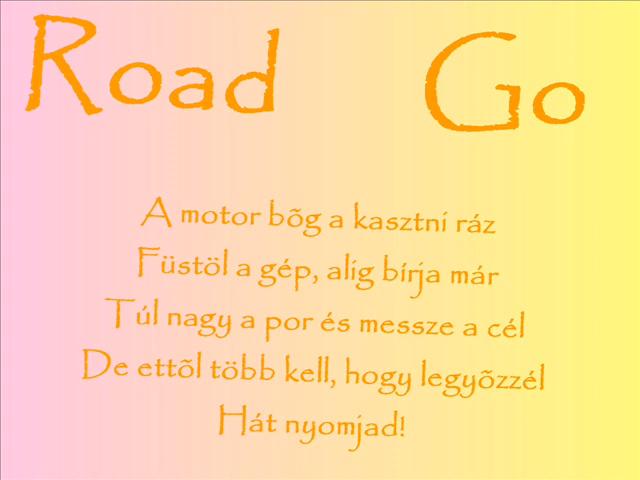 Road Go
A motor bõg a kasztni ráz
Füstöl a gép, alig bírja már
Túl nagy a por és messze a cél
De ettõl több kell, hogy legyõzzél
Hát nyomjad!